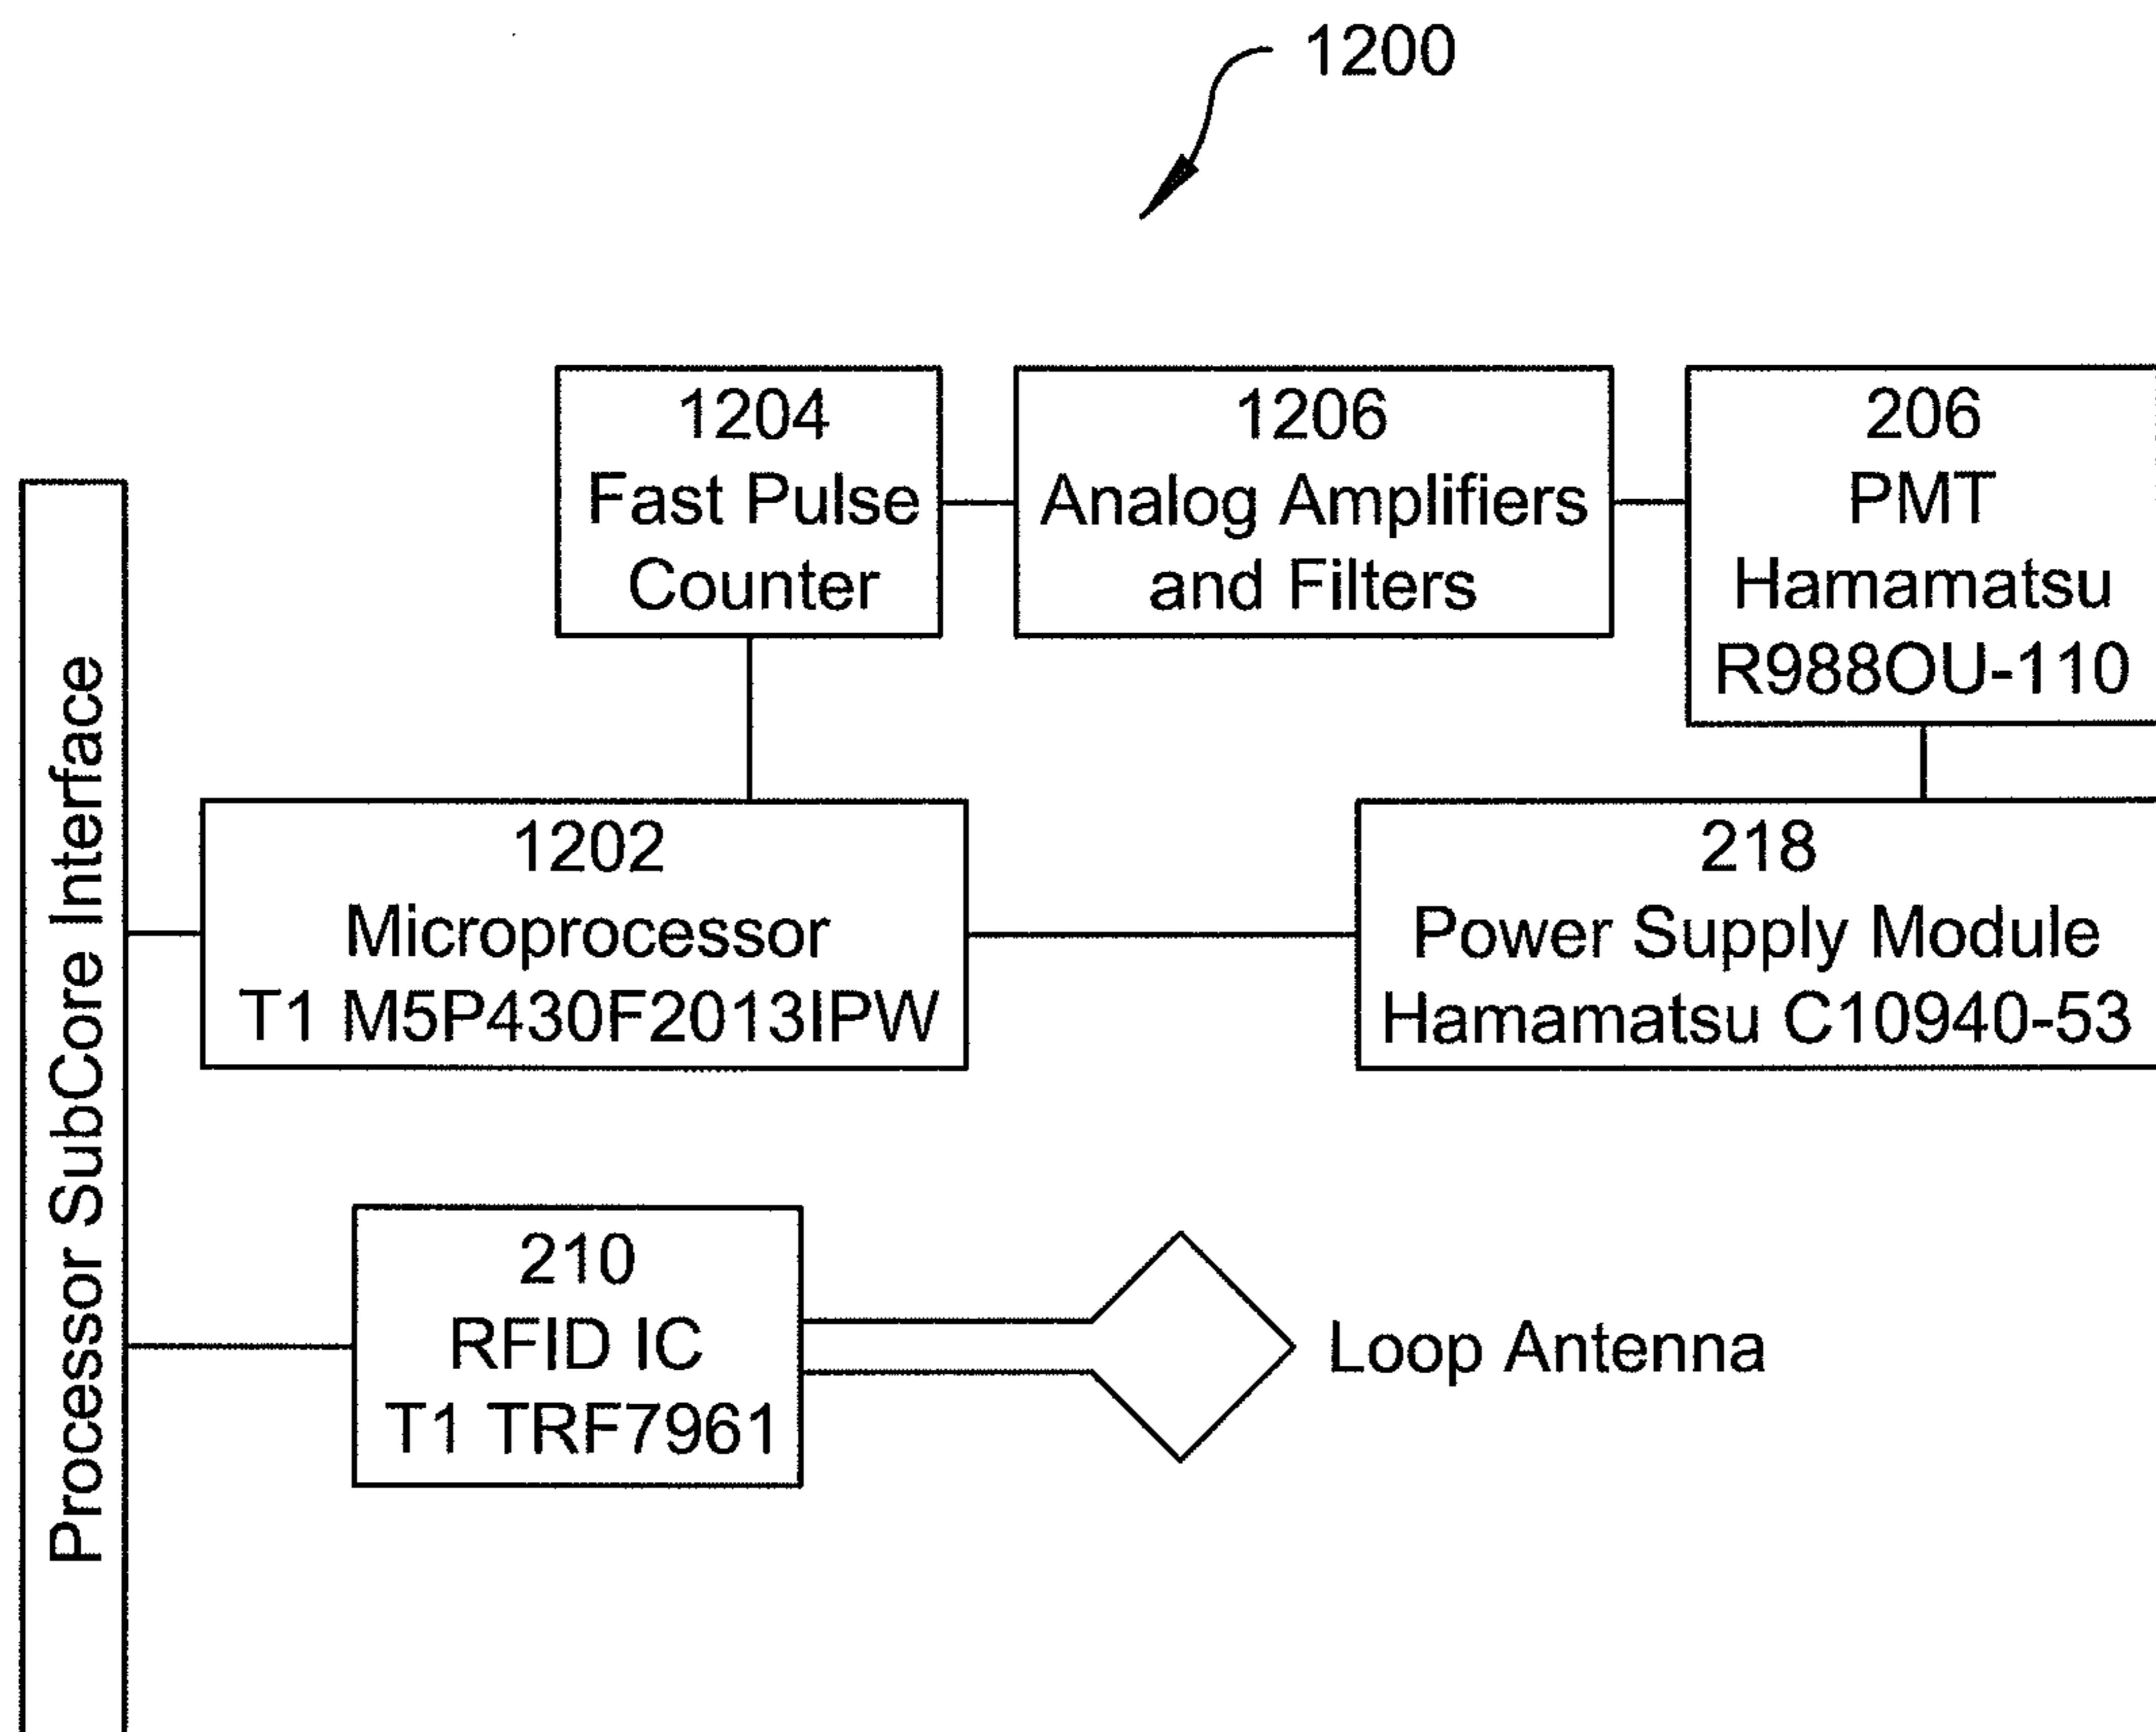 1200
1204
Fast Pulse
Counter
1206
Analog Amplifiers
and Filters
206
PMT
Hamamatsu
R988OU-110
Processor SubCore Interface
1202
Microprocessor
T1 M5P430F2013IPW
218
Power Supply Module
Hamamatsu C10940-53
210
RFID IC
T1 TRF7961
Loop Antenna